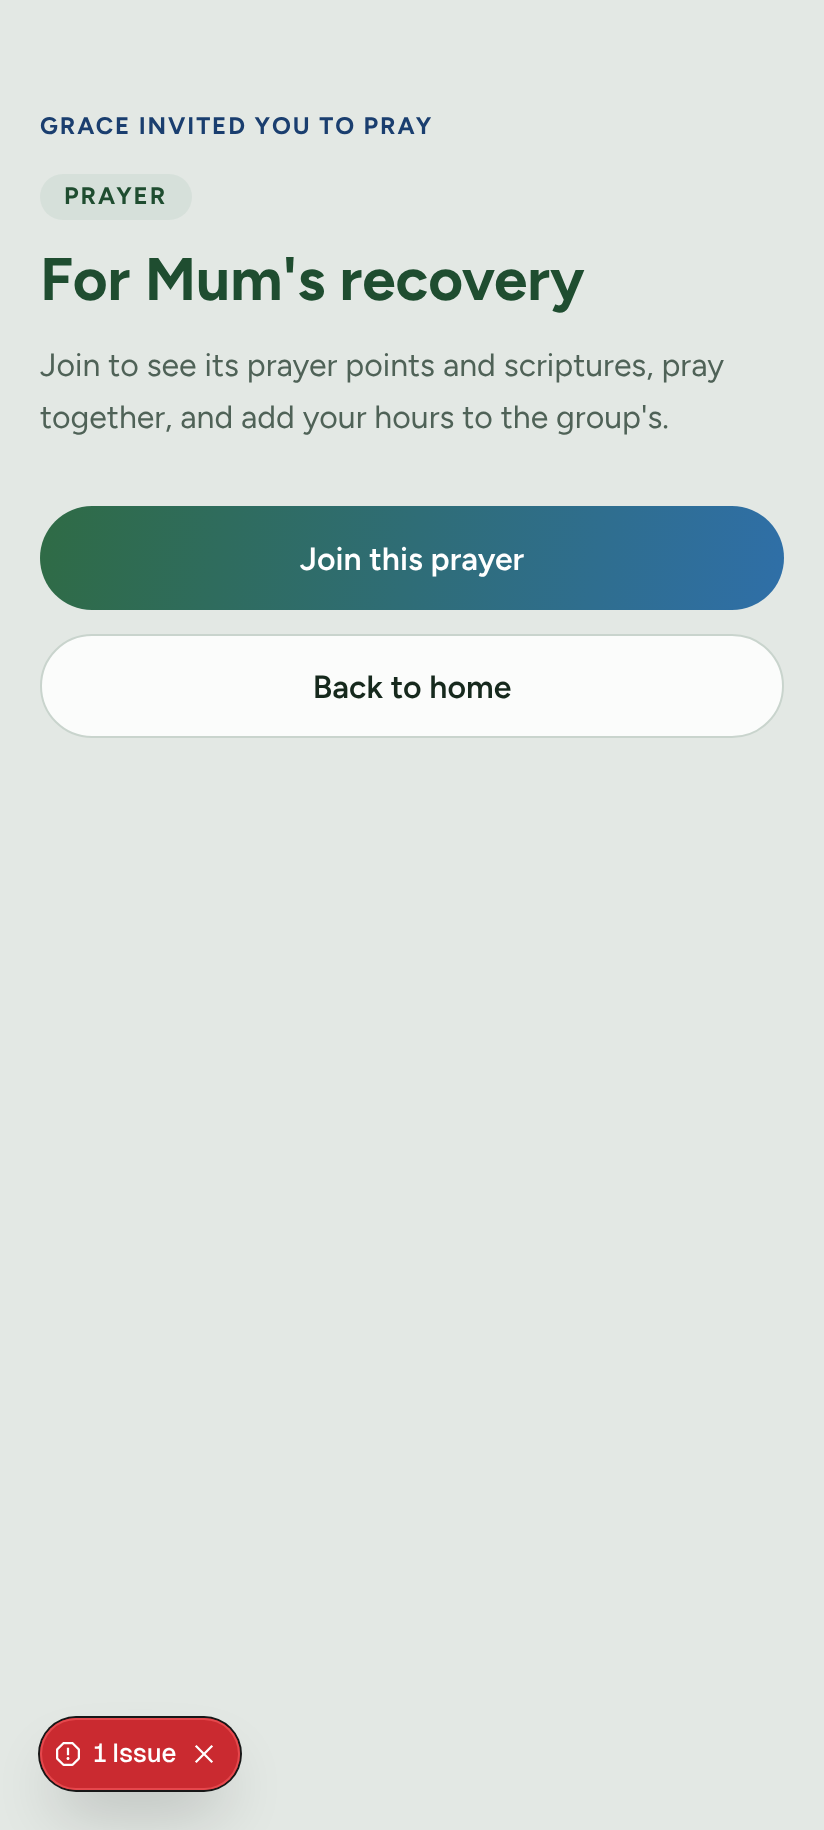 GRACE INVITED YOU TO PRAY
PRAYER
For Mum's recovery
Join to see its prayer points and scriptures, pray
together, and add your hours to the group's.
Join this prayer
Back to home
1 Issue